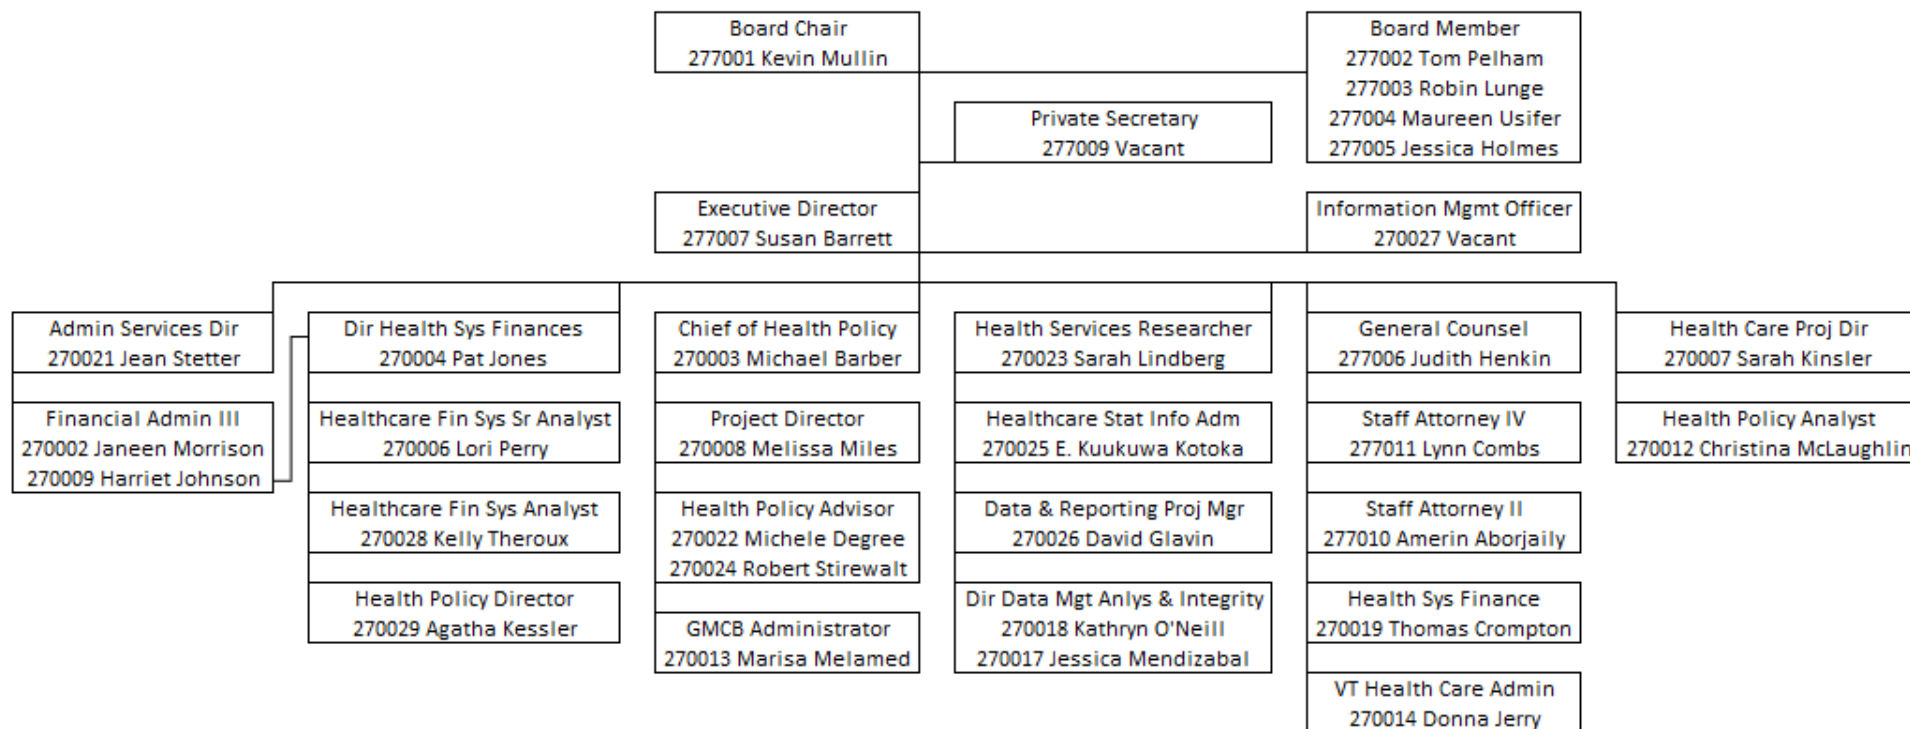 Board Chair
277001 Kevin Mullin
Board Member
277002 Tom Pelham
277003 Robin Lunge
277004 Maureen Usifer
277005 Jessica Holmes
Private Secretary
277009 Vacant
Executive Director
277007 Susan Barrett
Information Mgmt Officer
270027 Vacant
Admin Services Dir
270021 Jean Stetter
Financial Admin III
270002 Janeen Morrison
270009 Harriet Johnson
Dir Health Sys Finances
270004 Pat Jones
Healthcare Fin Sys Sr Analyst
270006 Lori Perry
Healthcare Fin Sys Analyst
270028 Kelly Theroux
Health Policy Director
270029 Agatha Kessler
Chief of Health Policy
270003 Michael Barber
Project Director
270008 Melissa Miles
Health Policy Advisor
270022 Michele Degree
270024 Robert Stirewalt
GMCB Administrator
270013 Marisa Melamed
Health Services Researcher
270023 Sarah Lindberg
Healthcare Stat Info Adm
270025 E. Kuukuwa Kotoka
Data & Reporting Proj Mgr
270026 David Glavin
Dir Data Mgt Anlys & Integrity
270018 Kathryn O'Neill
270017 Jessica Mendizabal
General Counsel
277006 Judith Henkin
Staff Attorney IV
277011 Lynn Combs
Staff Attorney II
277010 Amerin Aborjaily
Health Sys Finance
270019 Thomas Crompton
VT Health Care Admin
270014 Donna Jerry
Health Care Proj Dir
270007 Sarah Kinsler
Health Policy Analyst
270012 Christina McLaughlin